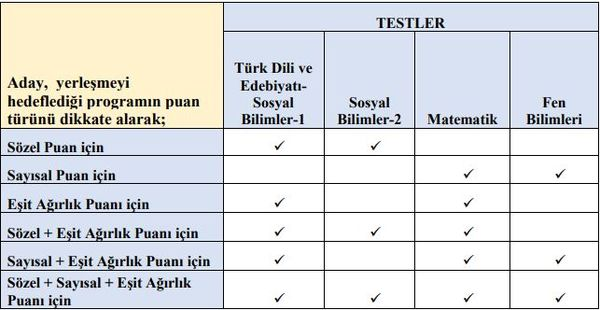 TESTLER
Aday, yerleşmeyi
hedeflediği programın puan
türünü dikkate alarak;
Türk Dili ve
Edebiyatı-
Sosyal
Bilimler-1
Sosyal
Bilimler-2
Matematik
Fen
Bilimleri
Sözel Puan için ✓ ✓
Sayısal Puan için ✓ ✓
Eşit Ağırlık Puanı için ✓ ✓
Sözel + Eşit Ağırlık Puanı için ✓ ✓ ✓
Sayısal + Eşit Ağırlık Puanı için ✓ ✓ ✓
Sözel + Sayısal + Eşit Ağırlık
Puanı için ✓ ✓ ✓ ✓